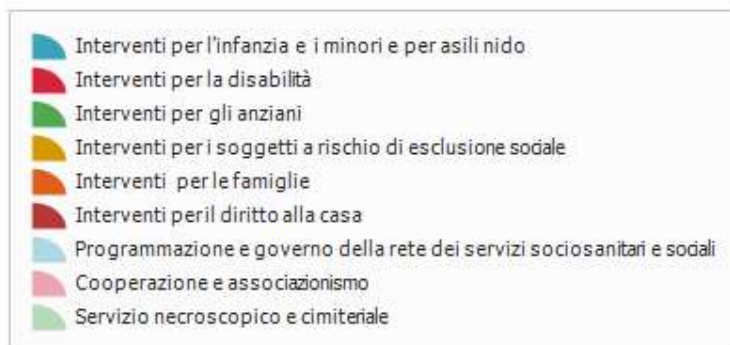 Interventi per l'infanzia e i minori e per asili nido
Interventi per la disabilità
Interventi per gli anziani
Interventi per i soggetti a rischio di esclusione sociale
Interventi per le famiglie
Interventi per il diritto alla casa
Programmazione e governo della rete dei servizi sociosanitari e sociali
Cooperazione e associazionismo
Servizio necroscopico e cimiteriale